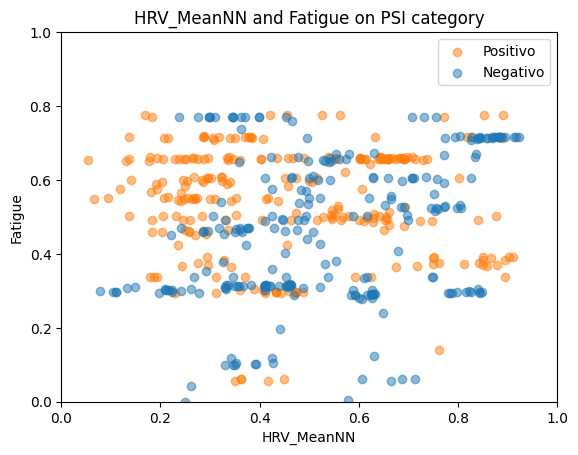 HRV_MeanNN and Fatigue on PSI category
Positivo
Negativo
1.0
0.8
0.6
0.4
0.2
0.0
Fatigue
0.0 0.2 0.4 0.6 0.8 1.0
HRV_MeanNN